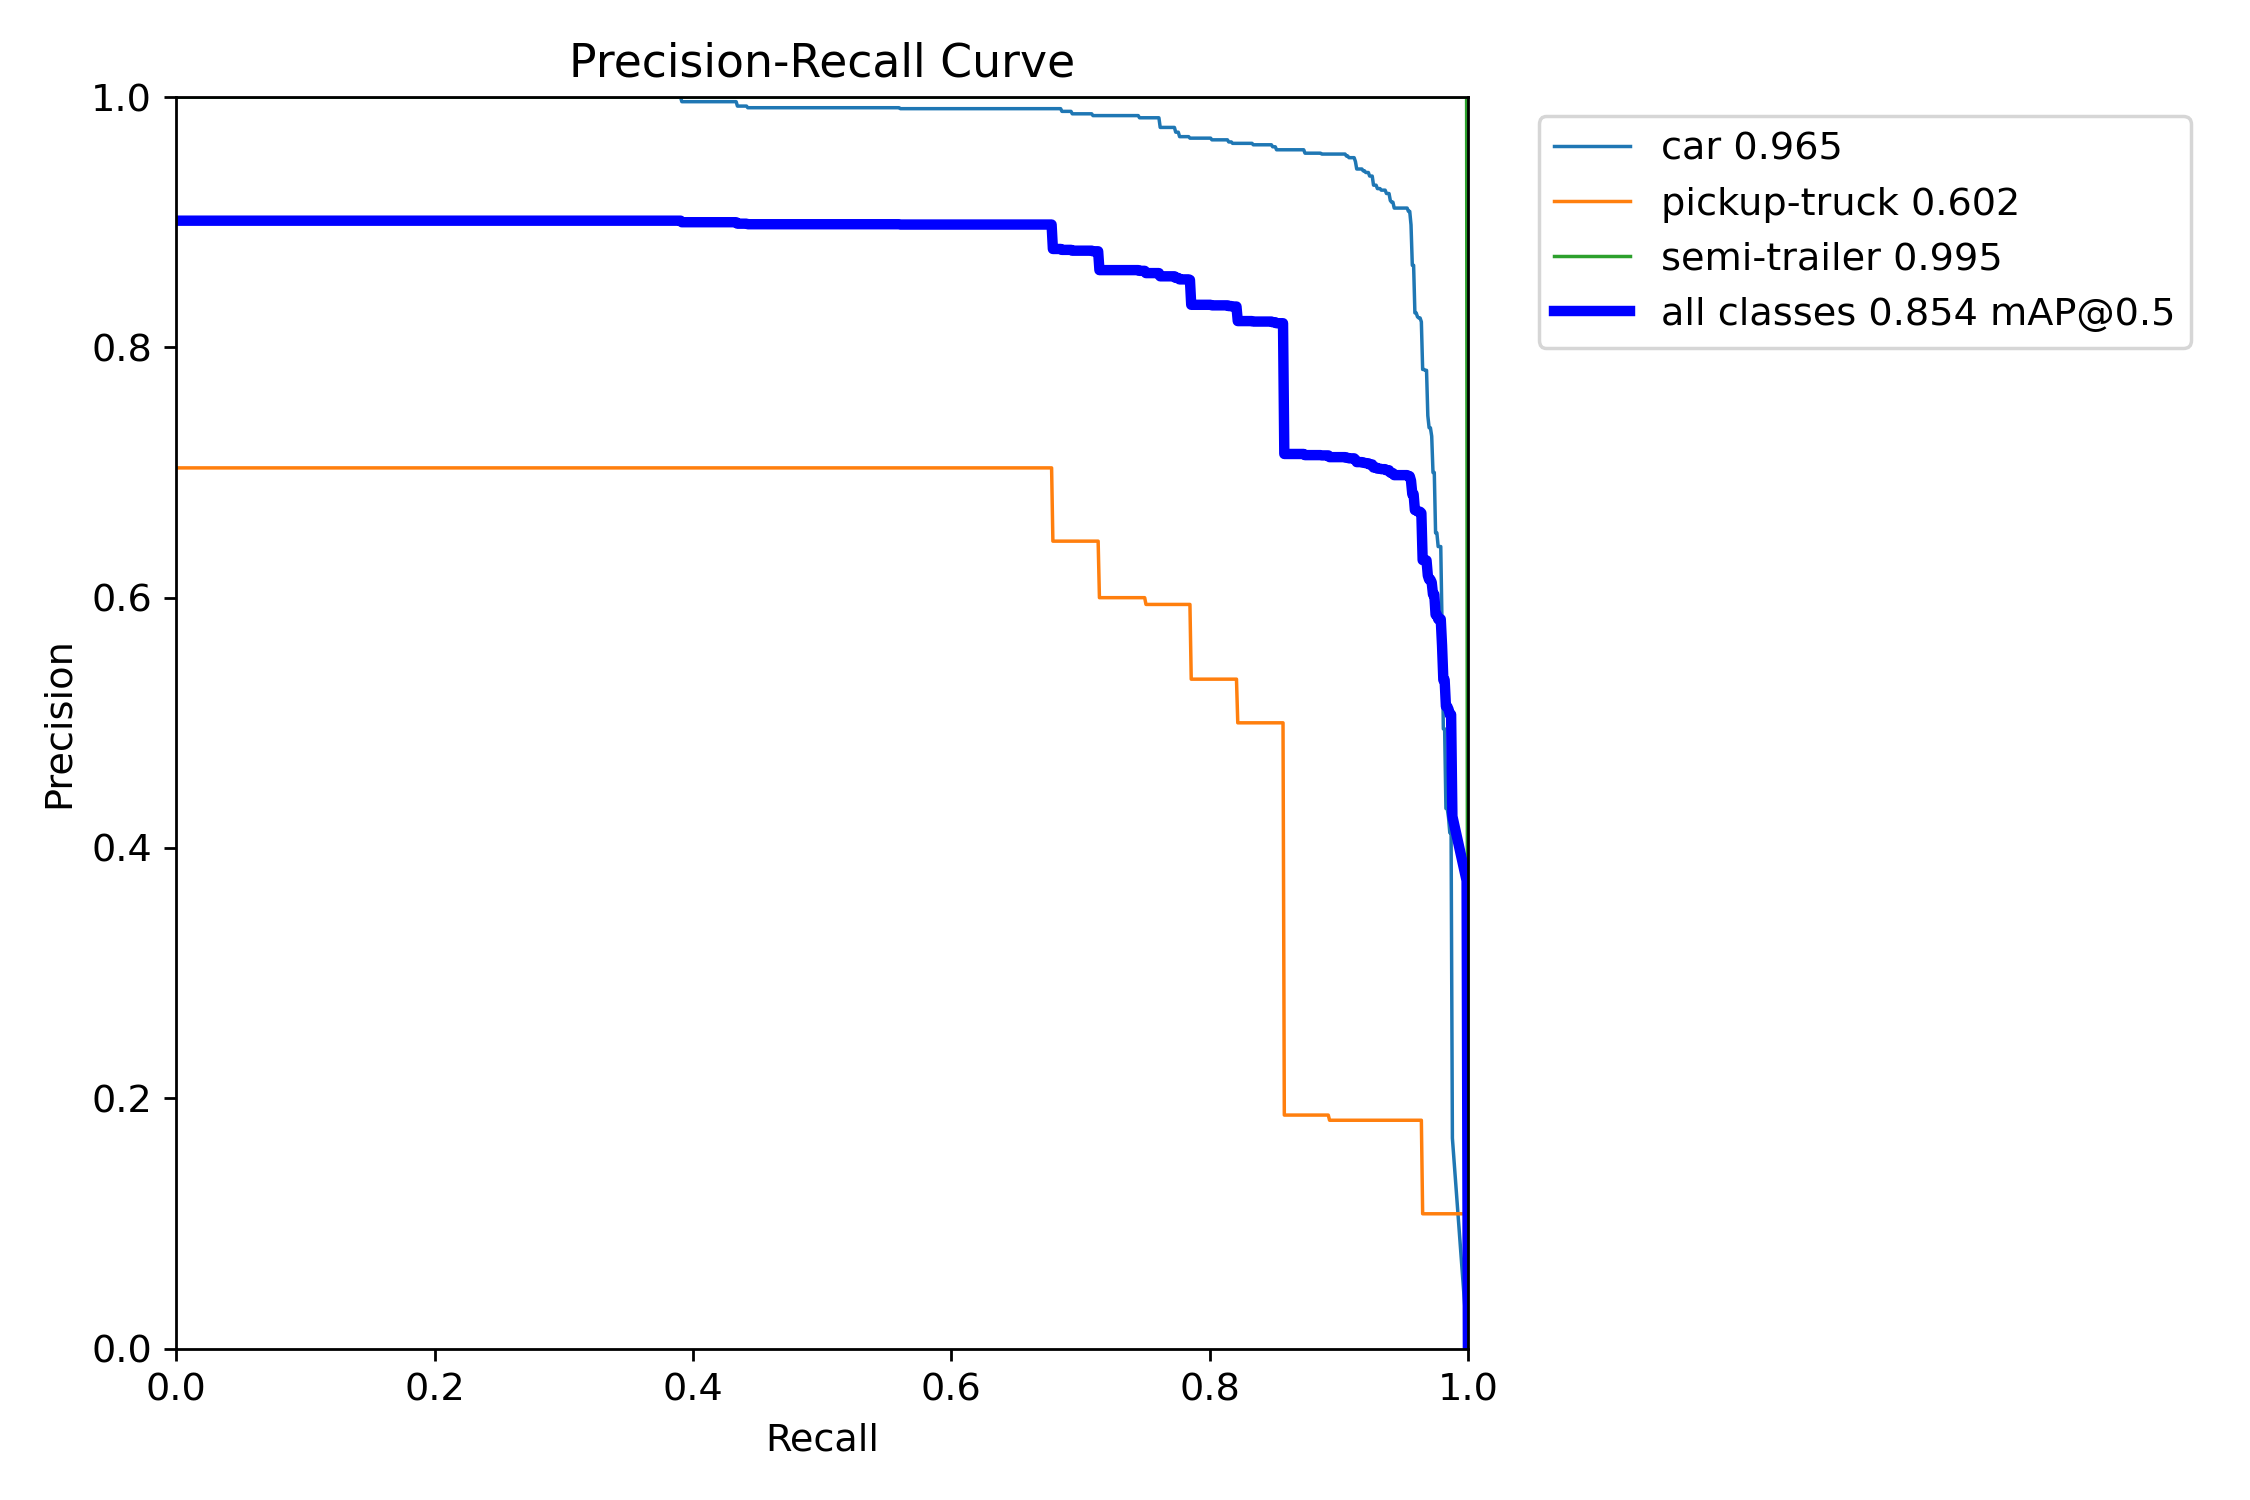 Precision-Recall Curve
1.0
0.8
0.6
0.4
0.2
0.0
Precision
0.0 0.2 0.4 0.6 0.8 1.0
Recall
car 0.965
pickup-truck 0.602
semi-trailer 0.995
all classes 0.854 mAP@0.5